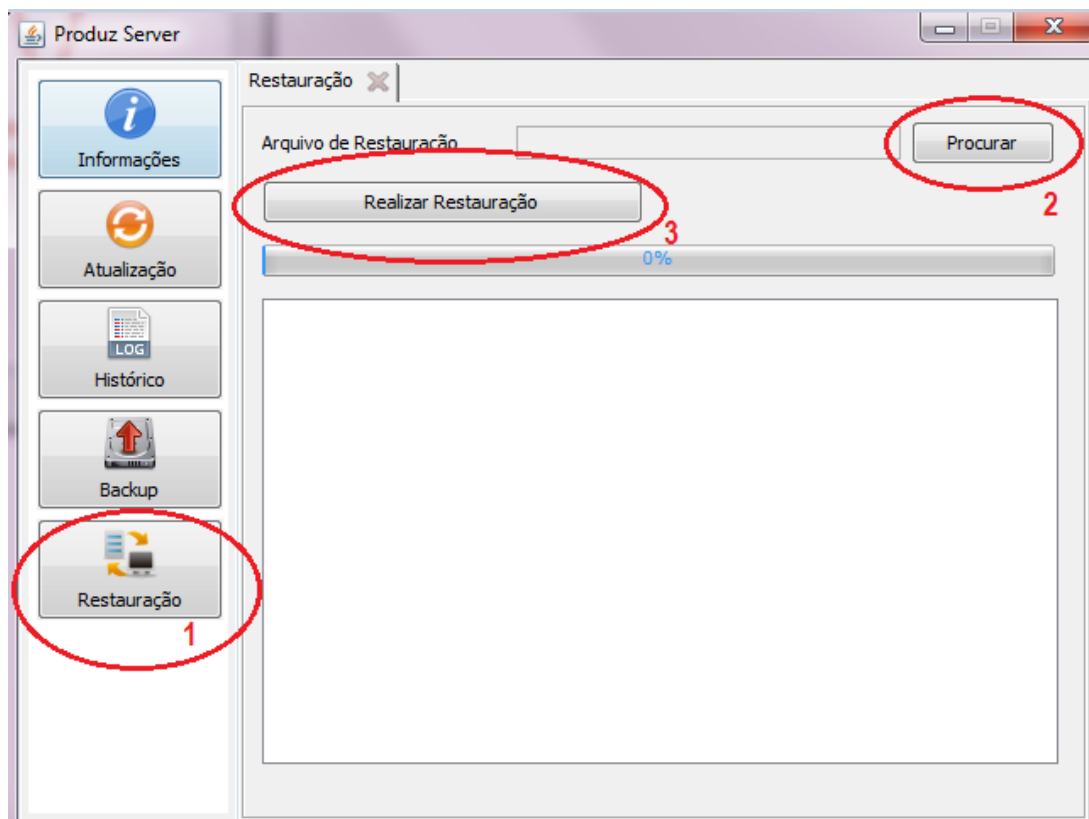 Produz Server
Informações
Atualização
LOG
Histórico
Backup
Restauração
1
Restauração
Arquivo de Restauração
Procurar
2
Realizar Restauração
3
0%